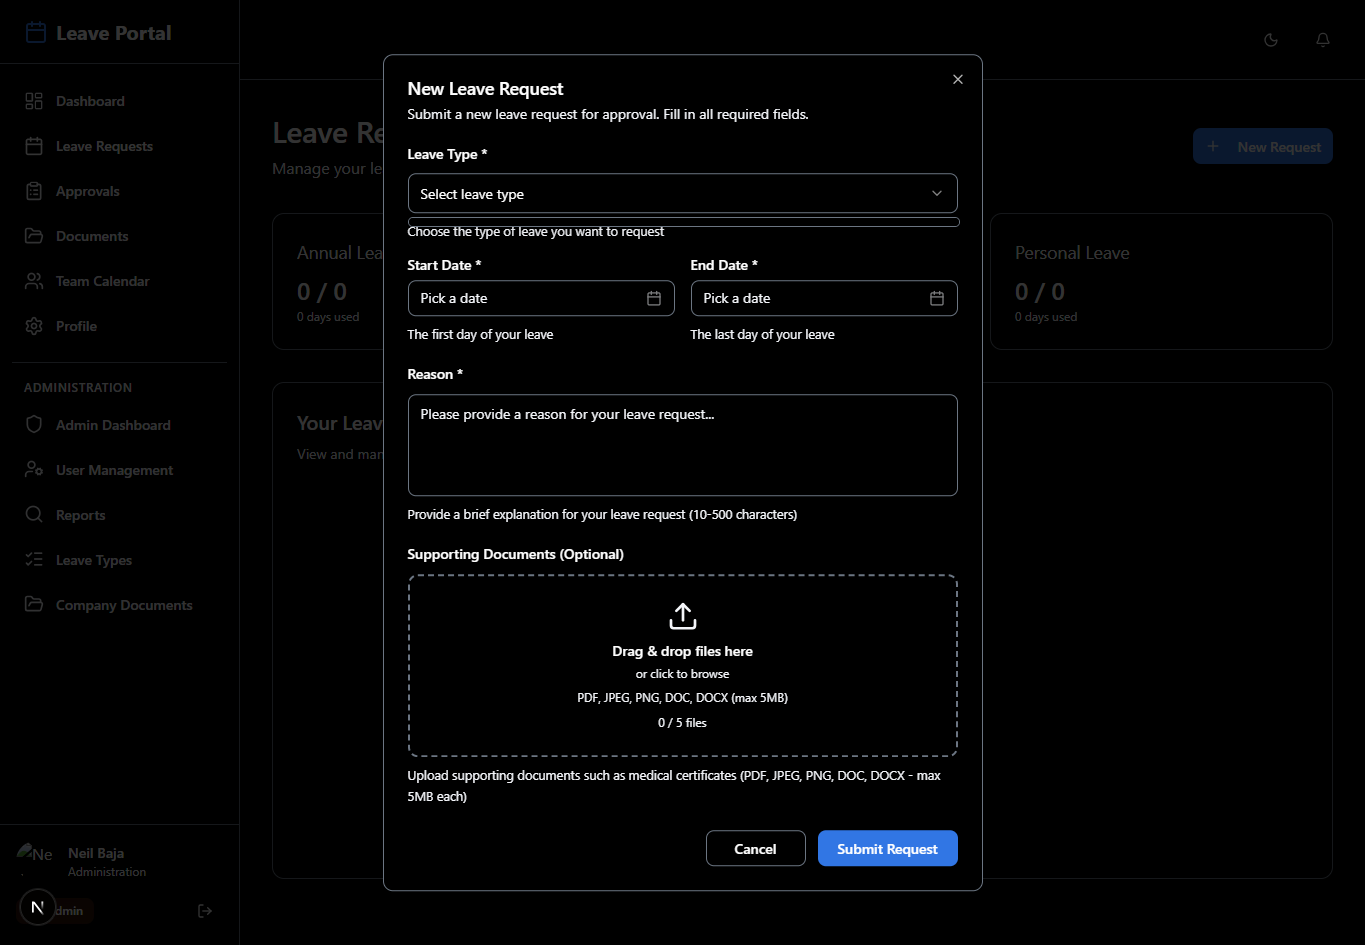 Leave Portal
Dashboard
Leave Requests
Approvals
Documents
Team Calendar
Profile
ADMINISTRATION
Admin Dashboard
User Management
Reports
Leave Types
Company Documents
Ne
Neil Baja
Administration
N
dmin
Leave Re
Manage your le
New Request
Annual Lea
0 / 0
0 days used
Personal Leave
0 / 0
0 days used
Your Leav
View and man
New Leave Request
Submit a new leave request for approval. Fill in all required fields.
Leave Type *
Select leave type
Choose the type of leave you want to request
Start Date *
End Date *
Pick a date
Pick a date
The first day of your leave
The last day of your leave
Reason *
Please provide a reason for your leave request...
Provide a brief explanation for your leave request (10-500 characters)
Supporting Documents (Optional)
Drag & drop files here
or click to browse
PDF, JPEG, PNG, DOC, DOCX (max 5MB)
0 / 5 files
Upload supporting documents such as medical certificates (PDF, JPEG, PNG, DOC, DOCX - max
5MB each)
Cancel
Submit Request